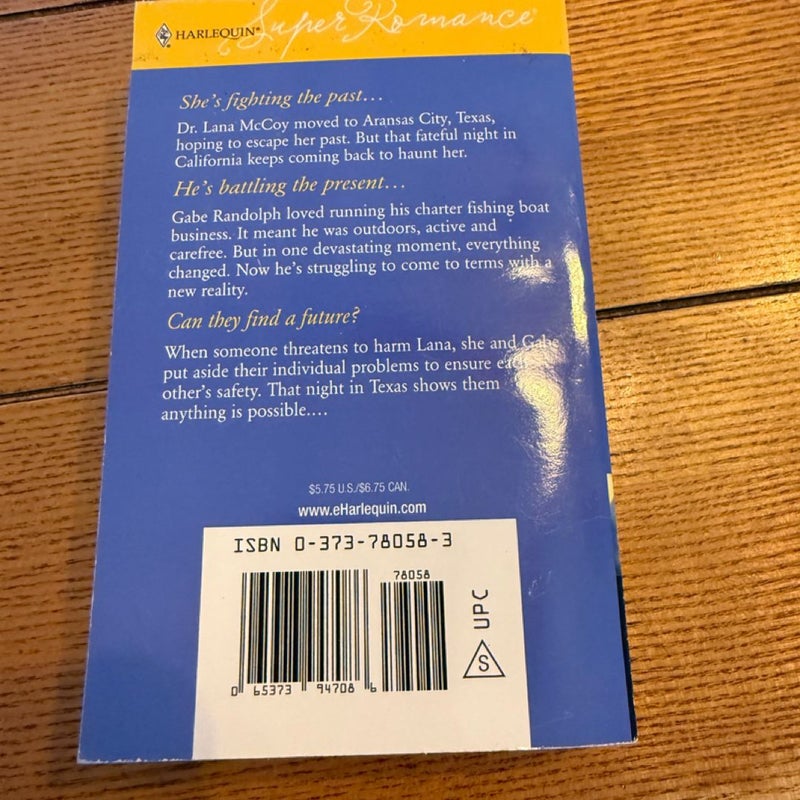 HARLEQUIN® Super Romance®
She's fighting the past...
Dr. Lana McCoy moved to Aransas City, Texas,
hoping to escape her past. But that fateful night in
California keeps coming back to haunt her.
He's battling the present...
Gabe Randolph loved running his charter fishing boat
business. It meant he was outdoors, active and
carefree. But in one devastating moment, everything
changed. Now he's struggling to come to terms with a
new reality.
Can they find a future?
When someone threatens to harm Lana, she and Gabe
put aside their individual problems to ensure each
other's safety. That night in Texas shows them
anything is possible....
$5.75 U.S./$6.75 CAN.
www.eHarlequin.com
ISBN 0-373-78058-3
78058
UPC
S
0 65373 94708 6